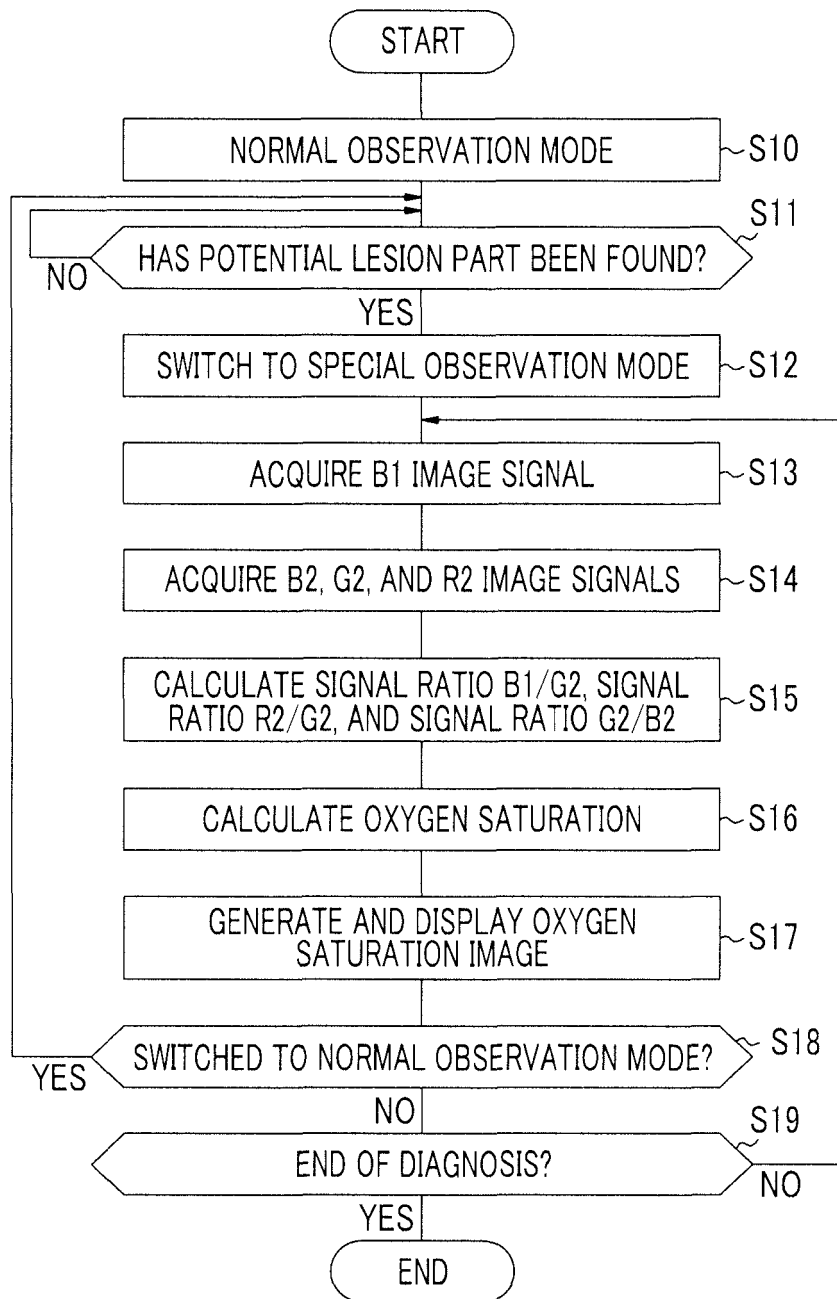 START
NORMAL OBSERVATION MODE
S10
S11
HAS POTENTIAL LESION PART BEEN FOUND?
NO
YES
SWITCH TO SPECIAL OBSERVATION MODE
S12
ACQUIRE B1 IMAGE SIGNAL
S13
ACQUIRE B2, G2, AND R2 IMAGE SIGNALS
S14
CALCULATE SIGNAL RATIO B1/G2, SIGNAL
RATIO R2/G2, AND SIGNAL RATIO G2/B2
S15
CALCULATE OXYGEN SATURATION
S16
GENERATE AND DISPLAY OXYGEN
SATURATION IMAGE
S17
SWITCHED TO NORMAL OBSERVATION MODE?
S18
YES
NO
S19
END OF DIAGNOSIS?
NO
YES
END